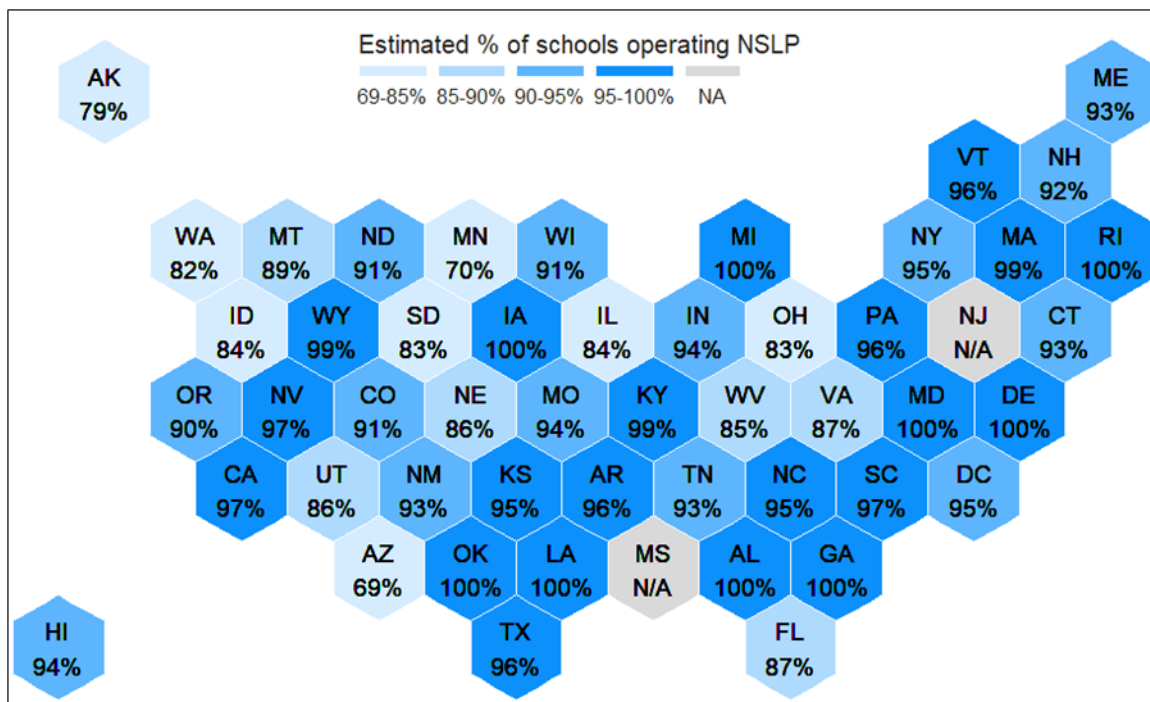 Estimated % of schools operating NSLP
69-85% 85-90% 90-95% 95-100% NA
AK
79%
ME
93%
VT NH
96% 92%
WA MT ND MN WI MI NY MA RI
82% 89% 91% 70% 91% 100% 95% 99% 100%
ID WY SD IA IL IN OH PA NJ CT
84% 99% 83% 100% 84% 94% 83% 96% N/A 93%
OR NV CO NE MO KY WV VA MD DE
90% 97% 91% 86% 94% 99% 85% 87% 100% 100%
CA UT NM KS AR TN NC SC DC
97% 86% 93% 95% 96% 93% 95% 97% 95%
AZ OK LA MS AL GA
69% 100% 100% N/A 100% 100%
HI TX FL
94% 96% 87%